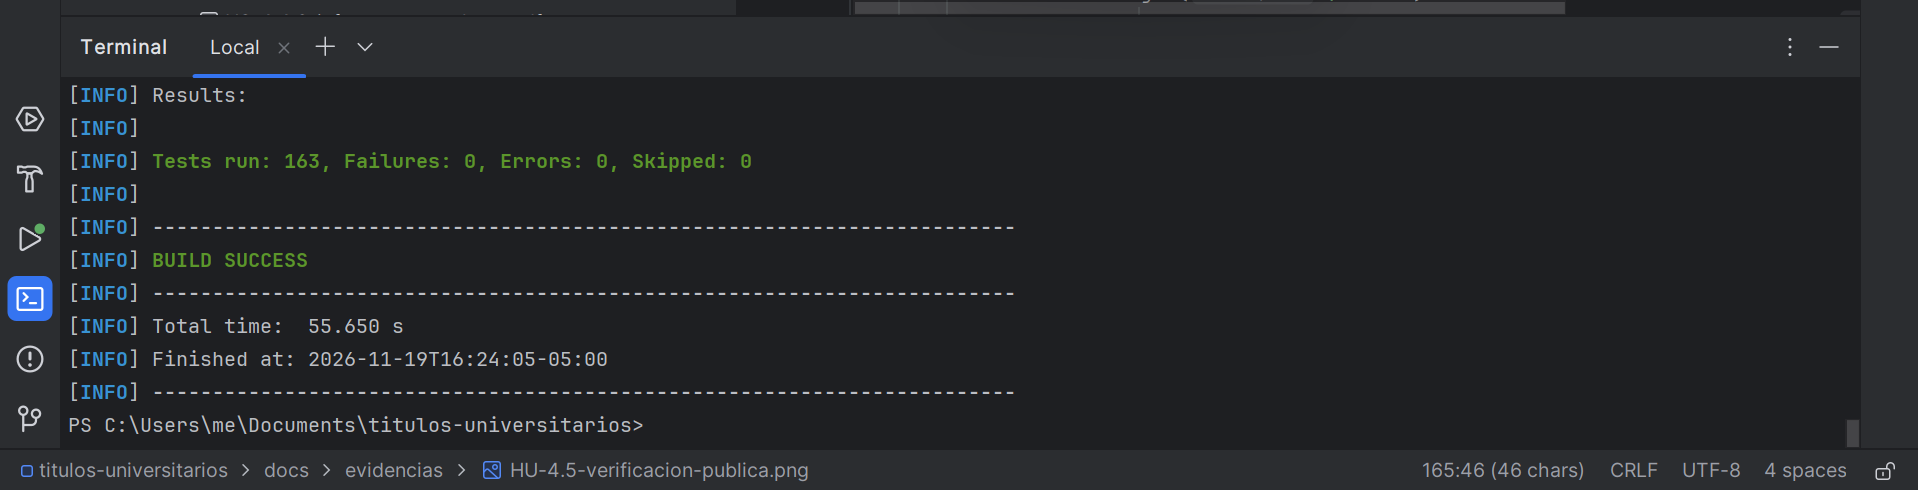 Terminal Local
[INFO] Results:
[INFO]
[INFO] Tests run: 163, Failures: 0, Errors: 0, Skipped: 0
[INFO]
[INFO] ------------------------------------------------------------------------
[INFO] BUILD SUCCESS
[INFO] ------------------------------------------------------------------------
[INFO] Total time:  55.650 s
[INFO] Finished at: 2026-11-19T16:24:05-05:00
[INFO] ------------------------------------------------------------------------
PS C:\Users\me\Documents\titulos-universitarios>
titulos-universitarios > docs > evidencias > HU-4.5-verificacion-publica.png 165:46 (46 chars) CRLF UTF-8 4 spaces